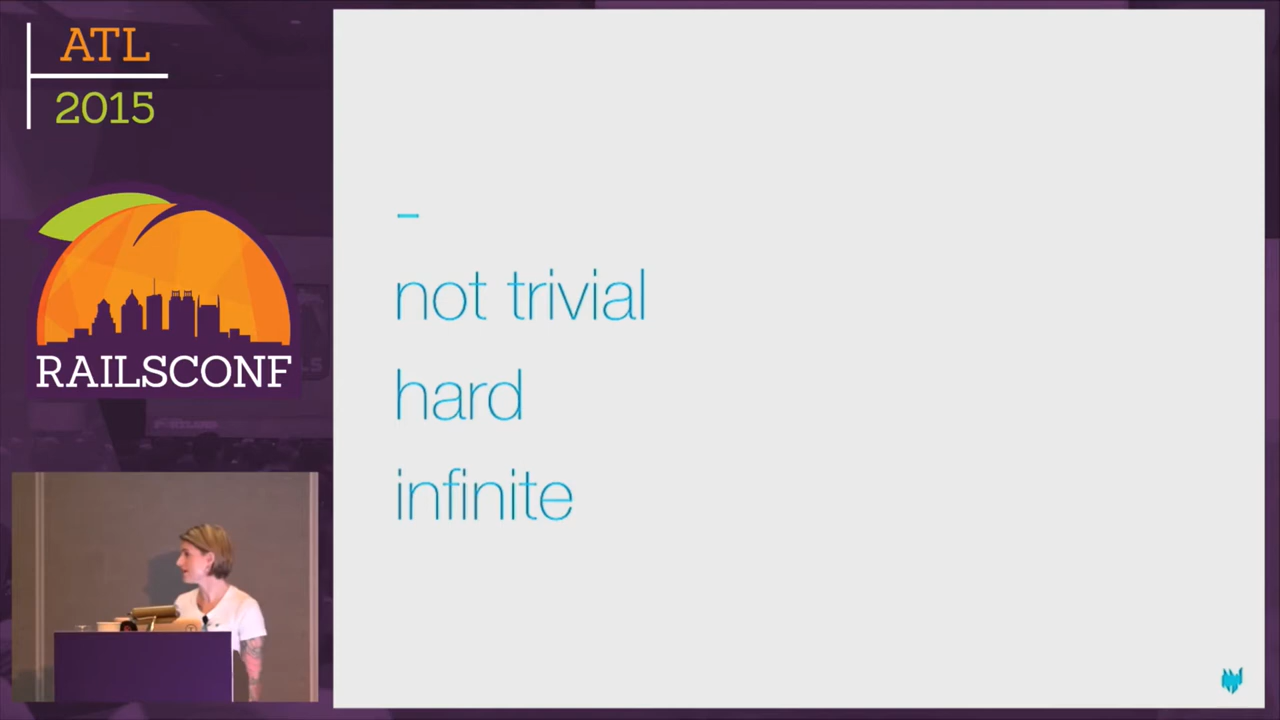 ATL
2015
RAILSCONF
–
not trivial
hard
infinite